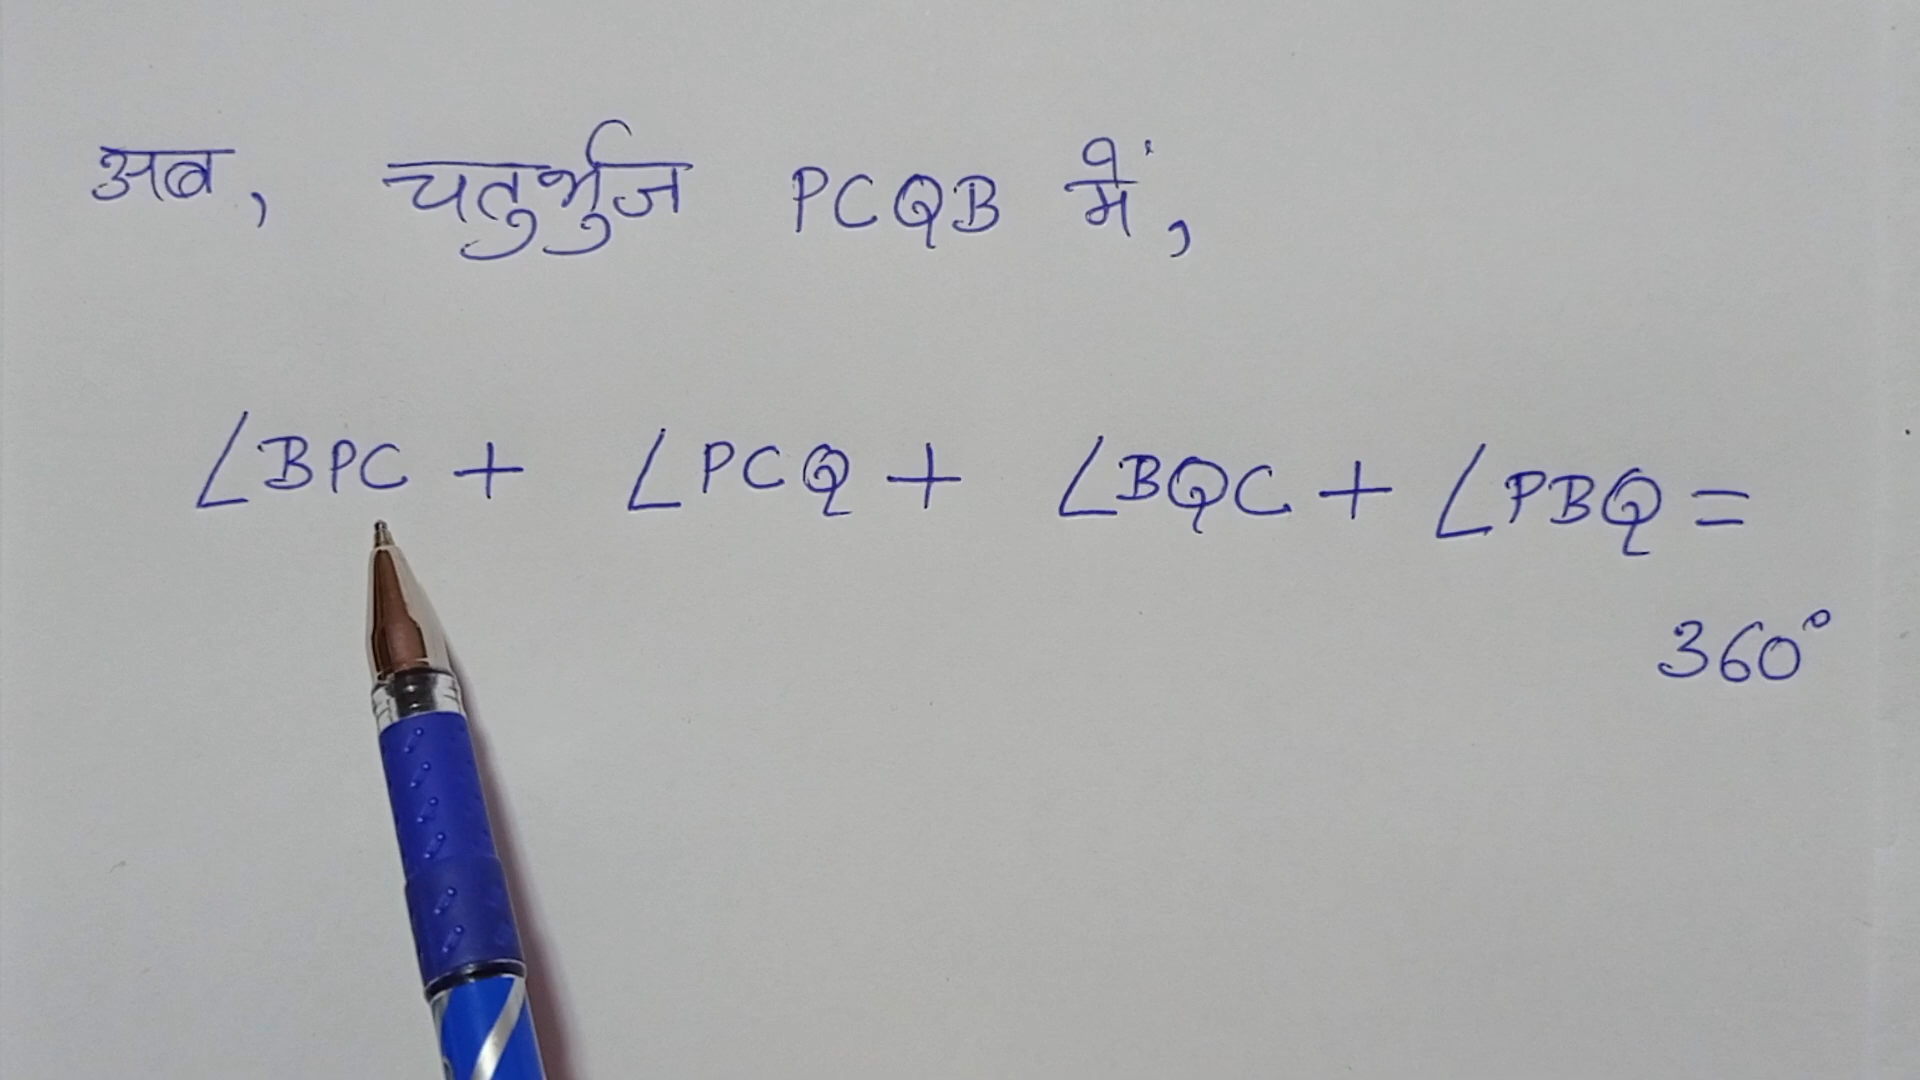 अब, चतुर्भुज PCQB में,
∠BPC + ∠PCQ + ∠BQC + ∠PBQ =
360°